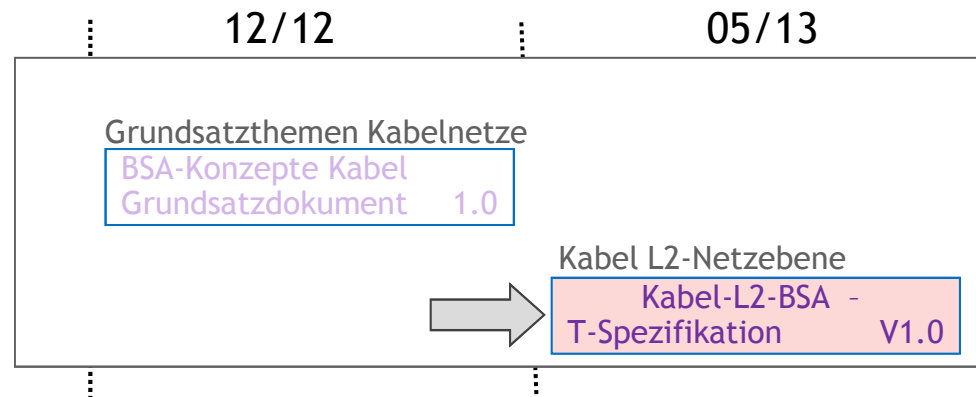 12/12
05/13
Grundsatzthemen Kabelnetze
BSA-Konzepte Kabel
Grundsatzdokument 1.0
Kabel L2-Netzebene
Kabel-L2-BSA –
T-Spezifikation V1.0